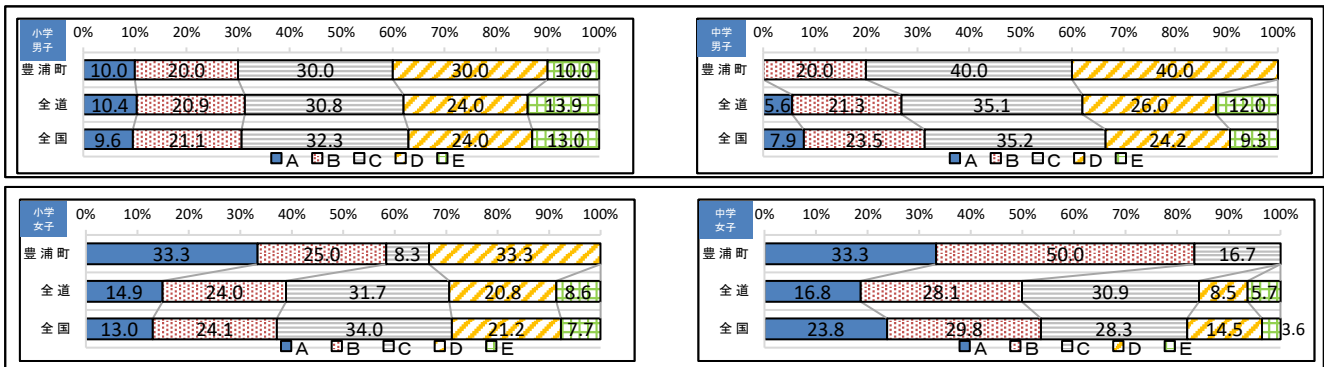 小学
男子
0% 10% 20% 30% 40% 50% 60% 70% 80% 90% 100%
豊浦町 10.0 20.0 30.0 30.0 10.0
全道 10.4 20.9 30.8 24.0 13.9
全国 9.6 21.1 32.3 24.0 13.0
A B C D E
中学
男子
0% 10% 20% 30% 40% 50% 60% 70% 80% 90% 100%
豊浦町 20.0 40.0 40.0
全道 5.6 21.3 35.1 26.0 12.0
全国 7.9 23.5 35.2 24.2 9.3
A B C D E
小学
女子
0% 10% 20% 30% 40% 50% 60% 70% 80% 90% 100%
豊浦町 33.3 25.0 8.3 33.3
全道 14.9 24.0 31.7 20.8 8.6
全国 13.0 24.1 34.0 21.2 7.7
A B C D E
中学
女子
0% 10% 20% 30% 40% 50% 60% 70% 80% 90% 100%
豊浦町 33.3 50.0 16.7
全道 16.8 28.1 30.9 8.5 5.7
全国 23.8 29.8 28.3 14.5 3.6
A B C D E